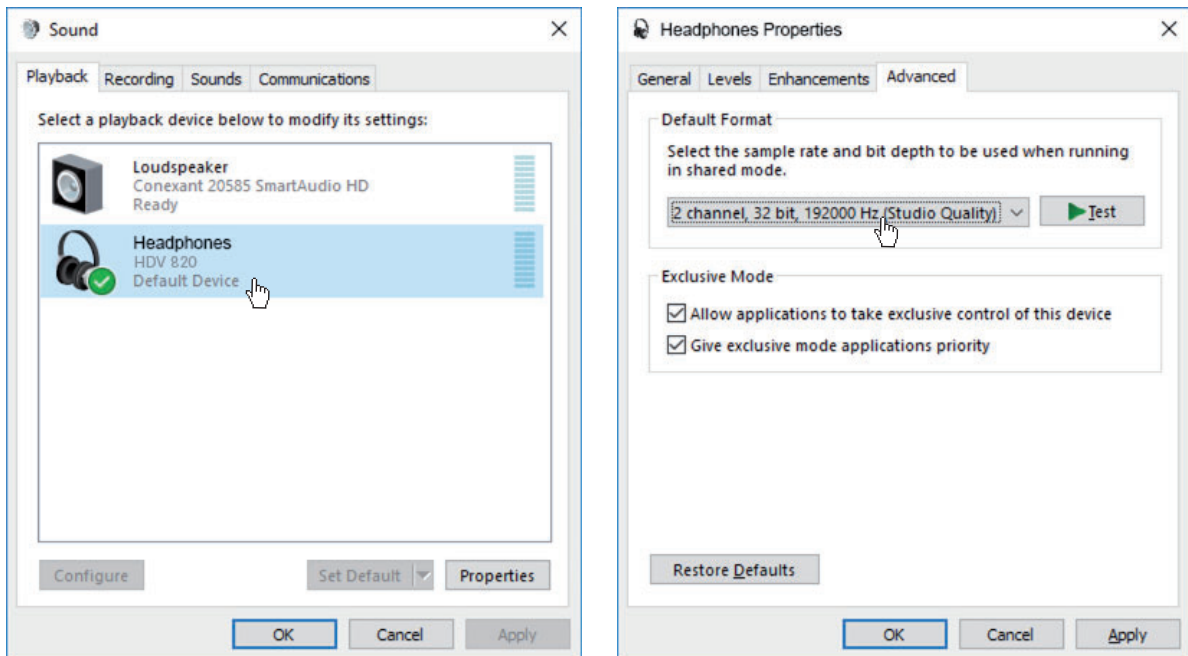 Sound
Playback Recording Sounds Communications
Select a playback device below to modify its settings:
Loudspeaker
Conexant 20585 SmartAudio HD
Ready
Headphones
HDV 820
Default Device
Configure Set Default Properties
OK Cancel Apply
Headphones Properties
General Levels Enhancements Advanced
Default Format
Select the sample rate and bit depth to be used when running
in shared mode.
2 channel, 32 bit, 192000 Hz (Studio Quality) Test
Exclusive Mode
Allow applications to take exclusive control of this device
Give exclusive mode applications priority
Restore Defaults
OK Cancel Apply